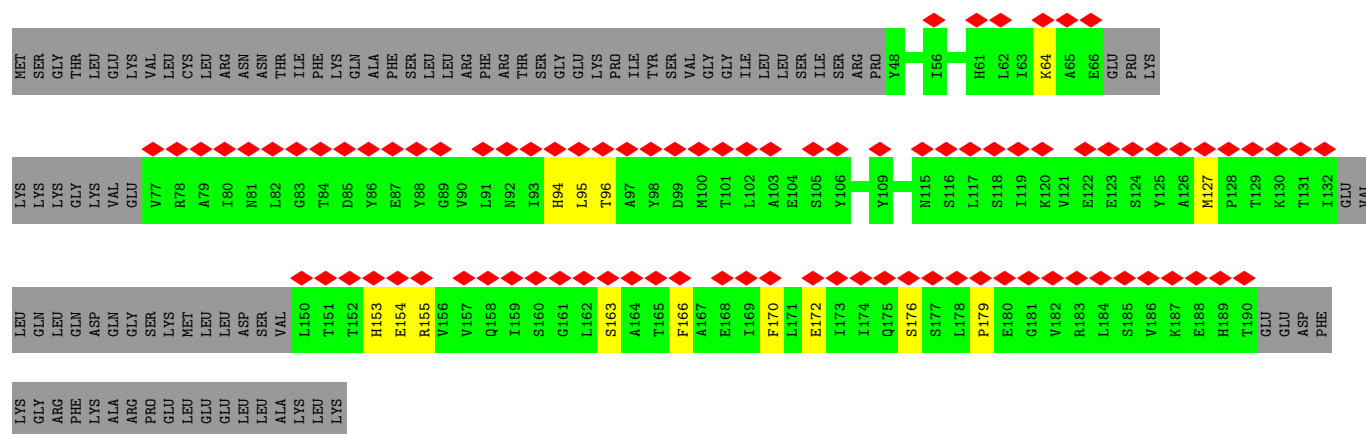 MET SER GLY THR LEU GLU LYS VAL LEU CYS LEU ARG ASN ASN THR ILE PHE LYS GLN ALA PHE SER LEU LEU ARG PHE ARG THR SER GLY GLU LYS PRO ILE TYR SER VAL GLY GLY ILE LEU LEU SER ILE SER ARG PRO Y48 I56 H61 L62 I63 K64 A65 E66 GLU PRO LYS
LYS LYS LYS GLY LYS VAL GLU V77 R78 A79 I80 N81 L82 G83 T84 D85 Y86 E87 Y88 G89 V90 L91 N92 I93 H94 L95 T96 A97 Y98 D99 M100 T101 L102 A103 E104 S105 Y106 Y109 N115 S116 L117 S118 I119 K120 V121 E122 E123 S124 Y125 A126 M127 P128 T129 K130 T131 I132 GLU VAL
LEU GLN LEU GLN ASP GLN GLY SER LYS MET LEU LEU ASP SER VAL L150 T151 T152 H153 E154 R155 V156 V157 Q158 I159 S160 G161 L162 S163 A164 T165 F166 A167 E168 I169 F170 L171 E172 I173 I174 Q175 S176 S177 L178 P179 E180 G181 V182 R183 L184 S185 V186 K187 E188 H189 T190 GLU GLU ASP PHE
LYS GLY ARG PHE LYS ALA ARG PRO GLU LEU GLU GLU LEU LEU ALA LYS LEU LYS